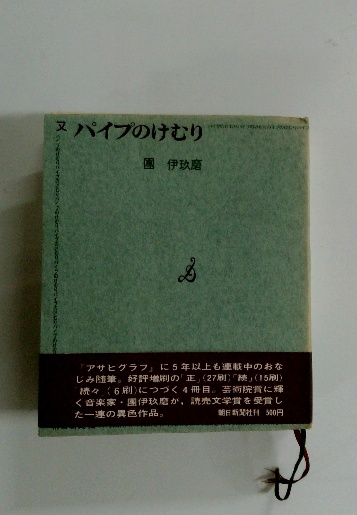 又 パイプのけむり
團 伊玖磨
「アサヒグラフ」に5年以上も連載中のおな
じみ随筆。好評増刷の「正」(27刷)「続」(15刷)
「続々」(6刷)につづく4冊目。芸術院賞に輝
く音楽家・團伊玖磨が、読売文学賞を受賞し
た一連の異色作品。 朝日新聞社刊 500円